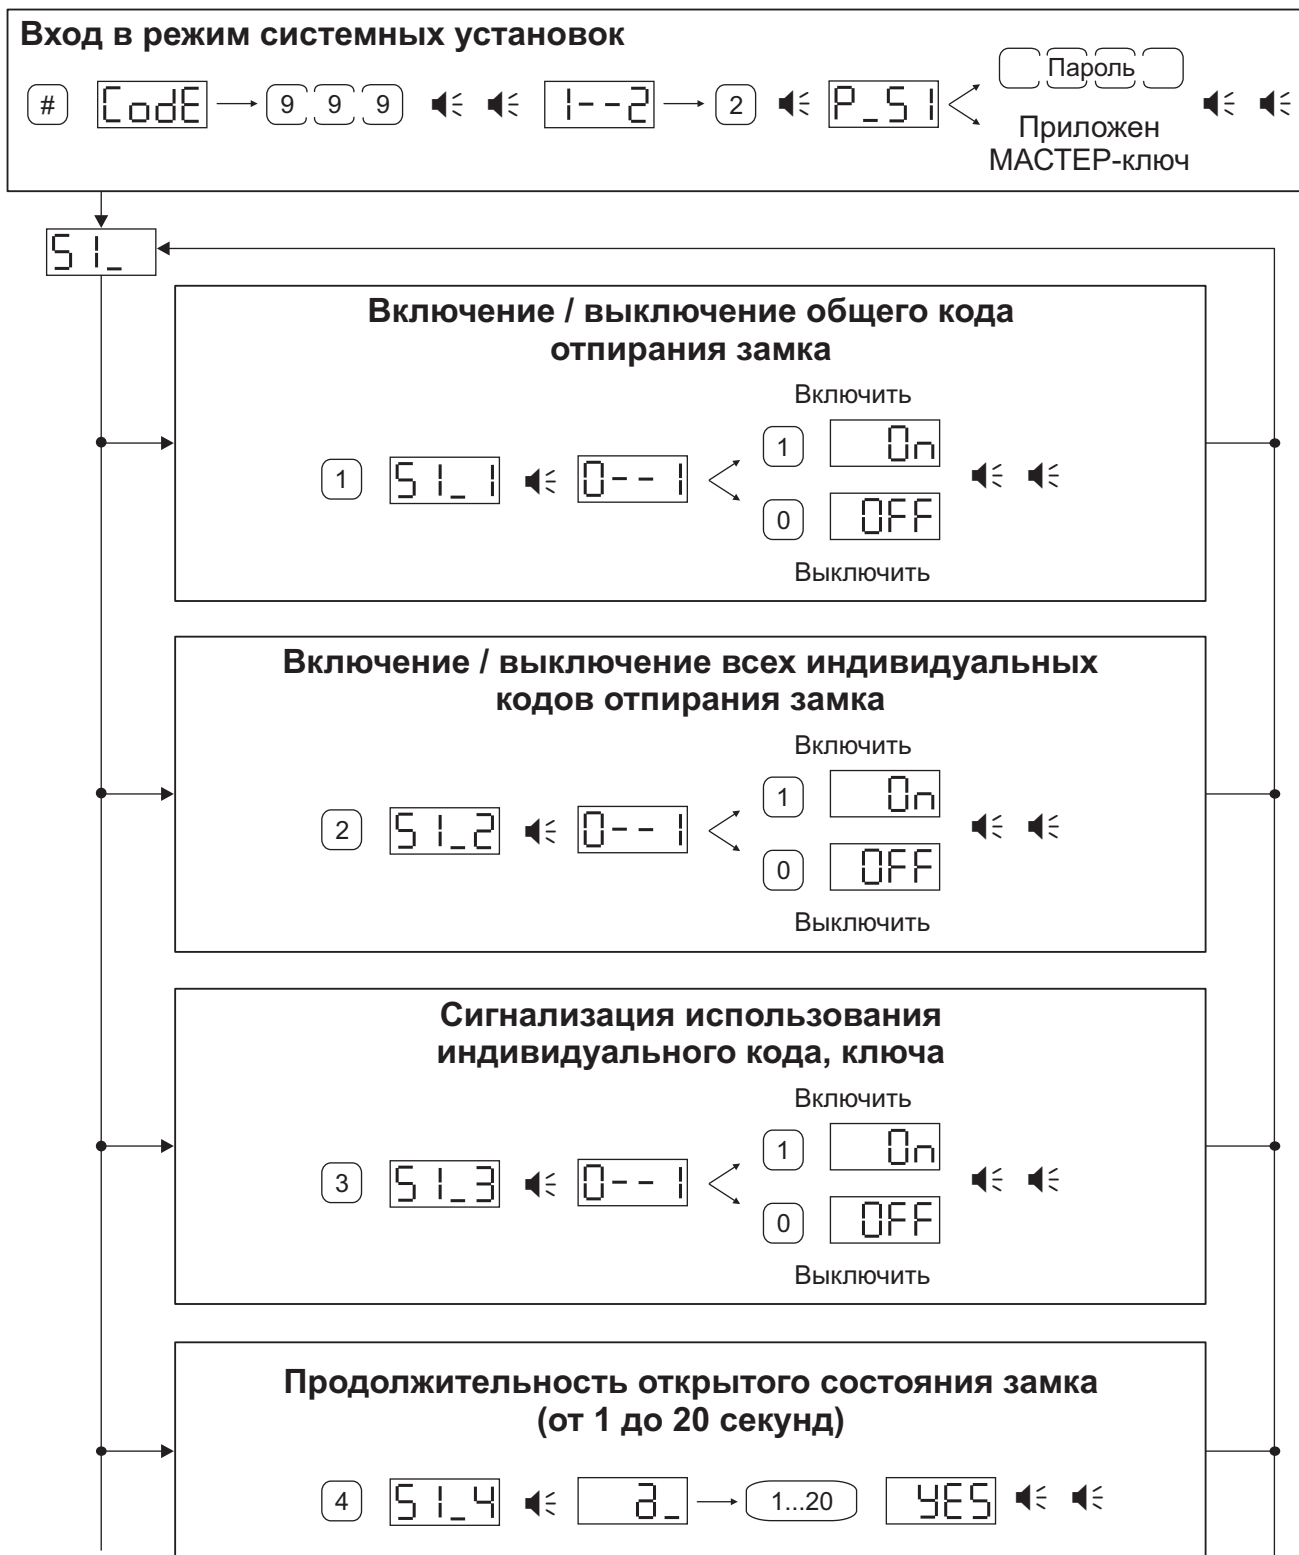 Вход в режим системных установок
# CodE 9 9 9 1--2 2 P_S1 Пароль
Приложен
МАСТЕР-ключ
S1_
Включение / выключение общего кода
отпирания замка
Включить
1 S1_1 0--1 1 On
0 OFF
Выключить
Включение / выключение всех индивидуальных
кодов отпирания замка
Включить
2 S1_2 0--1 1 On
0 OFF
Выключить
Сигнализация использования
индивидуального кода, ключа
Включить
3 S1_3 0--1 1 On
0 OFF
Выключить
Продолжительность открытого состояния замка
(от 1 до 20 секунд)
4 S1_4 a_ 1...20 YES